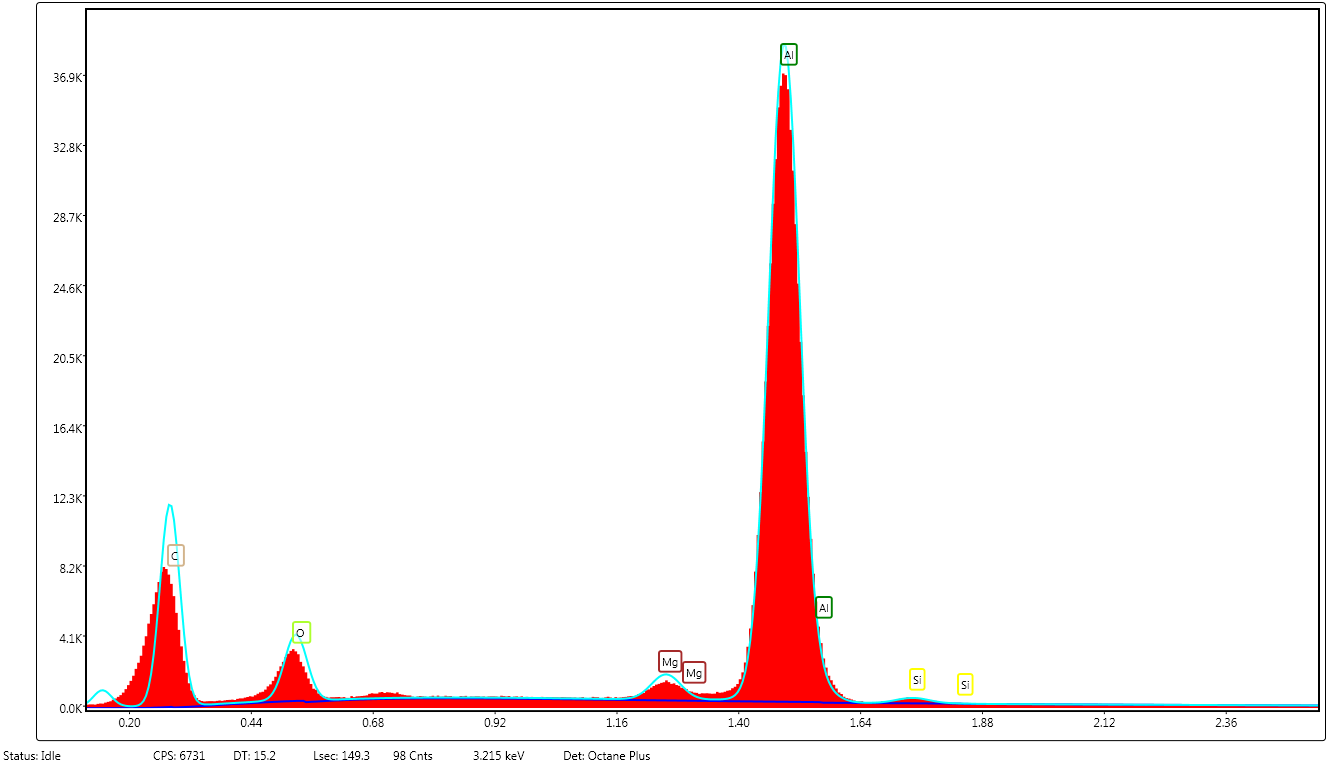 Al
36.9K
32.8K
28.7K
24.6K
20.5K
16.4K
12.3K
C
8.2K
Al
O
4.1K
Mg
Mg
Si
Si
0.0K
0.20 0.44 0.68 0.92 1.16 1.40 1.64 1.88 2.12 2.36
Status: Idle CPS: 6731 DT: 15.2 Lsec: 149.3 98 Cnts 3.215 keV Det: Octane Plus